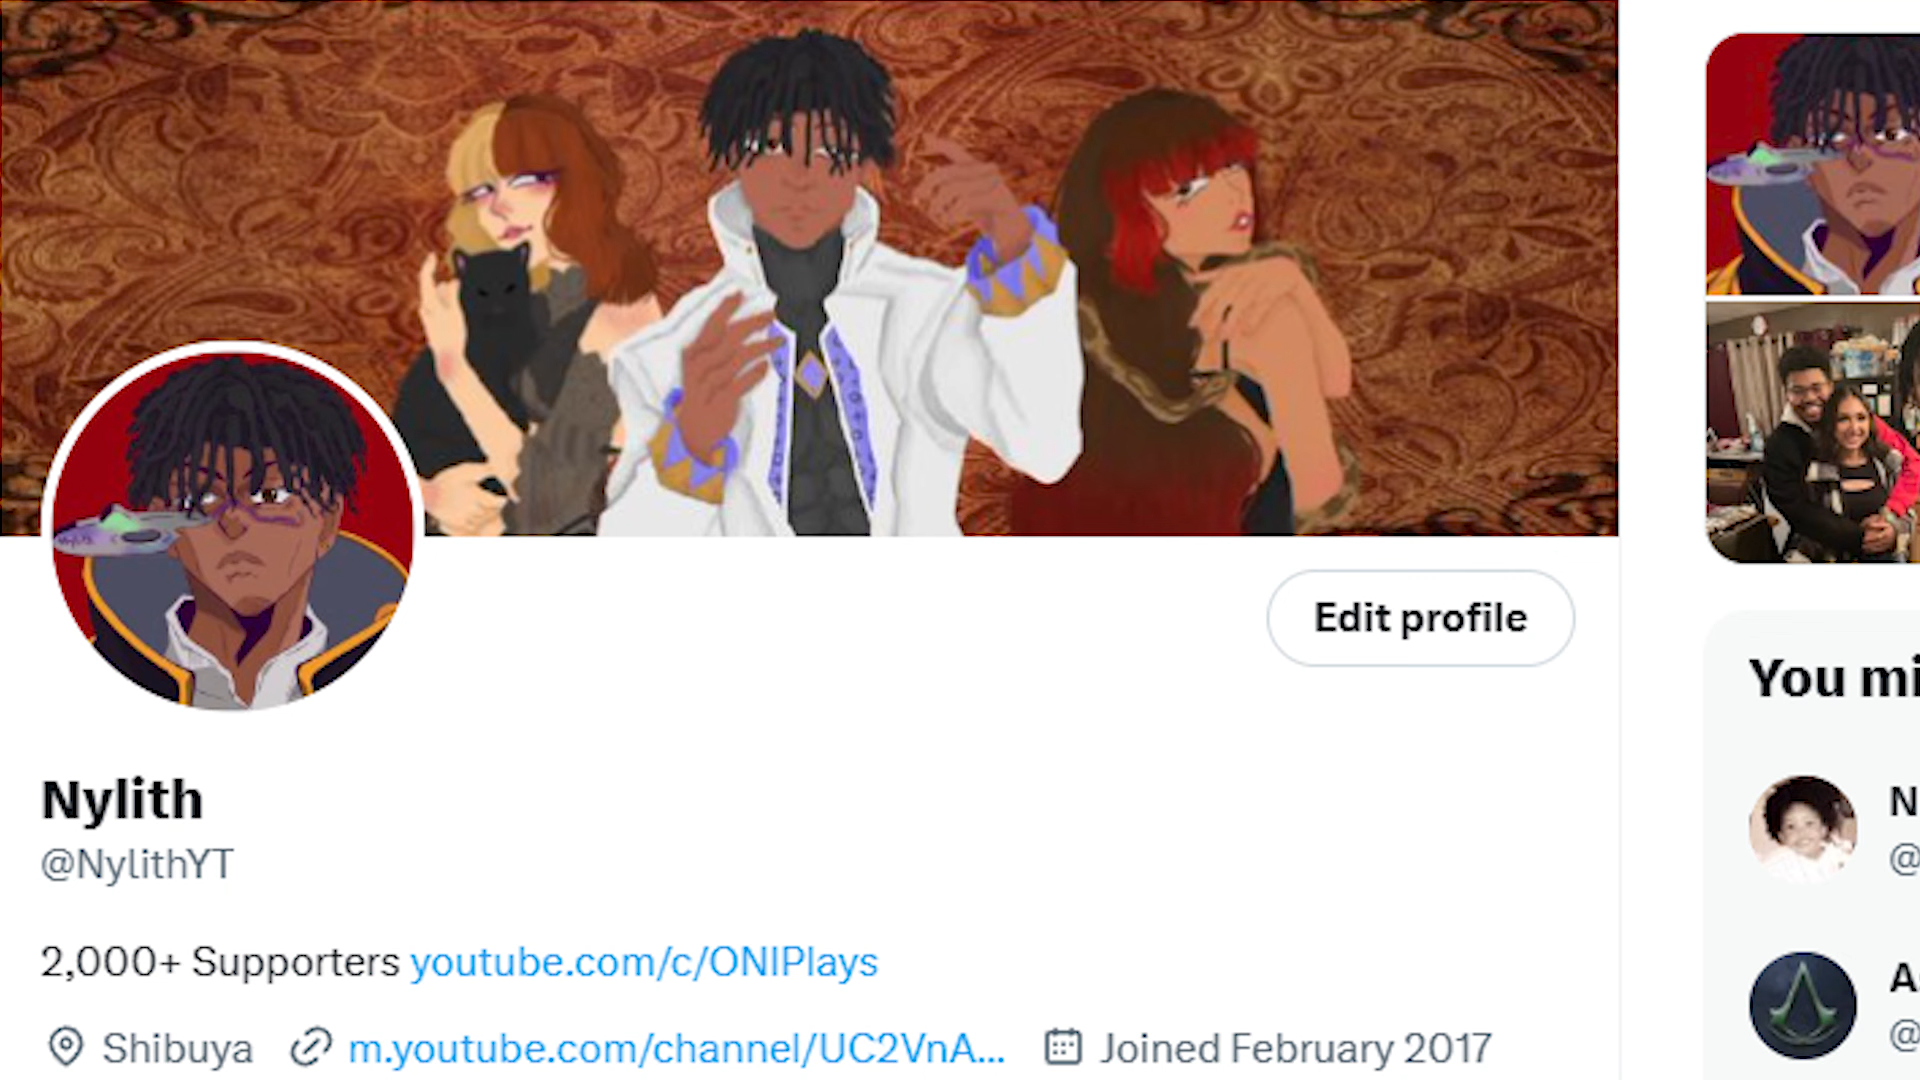 Edit profile
Nylith
@NylithYT
2,000+ Supporters youtube.com/c/ONIPlays
Shibuya m.youtube.com/channel/UC2VnA... Joined February 2017
You mi
N
@
A
@